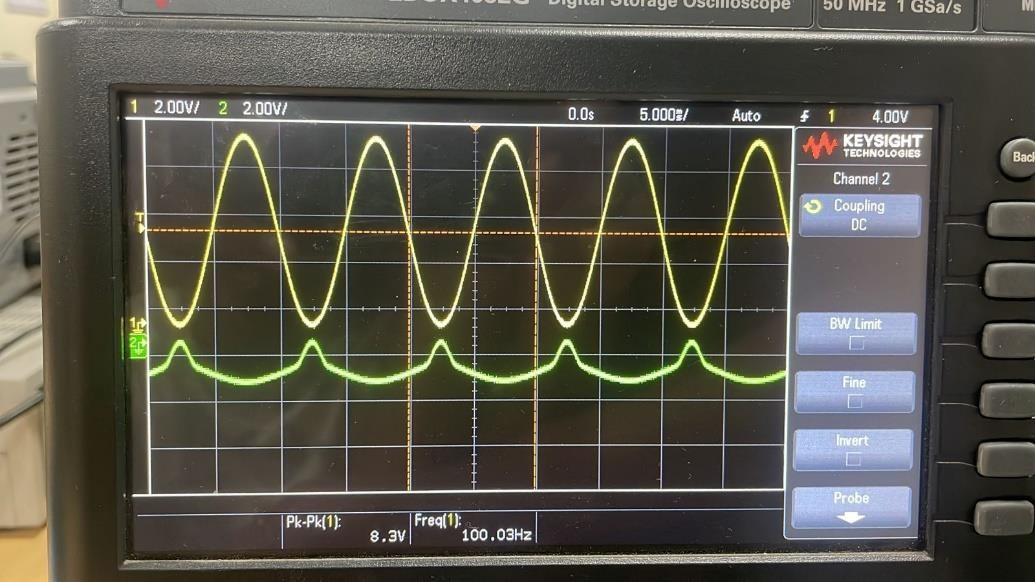 Digital Storage Oscilloscope
50 MHz 1 GSa/s
1 2.00V/ 2 2.00V/ 0.0s 5.000ms/ Auto 1 4.00V
KEYSIGHT
TECHNOLOGIES
Channel 2
Coupling
DC
BW Limit
Fine
Invert
Probe
T
1
2
Pk-Pk(1):
8.3V
Freq(1):
100.03Hz
Back